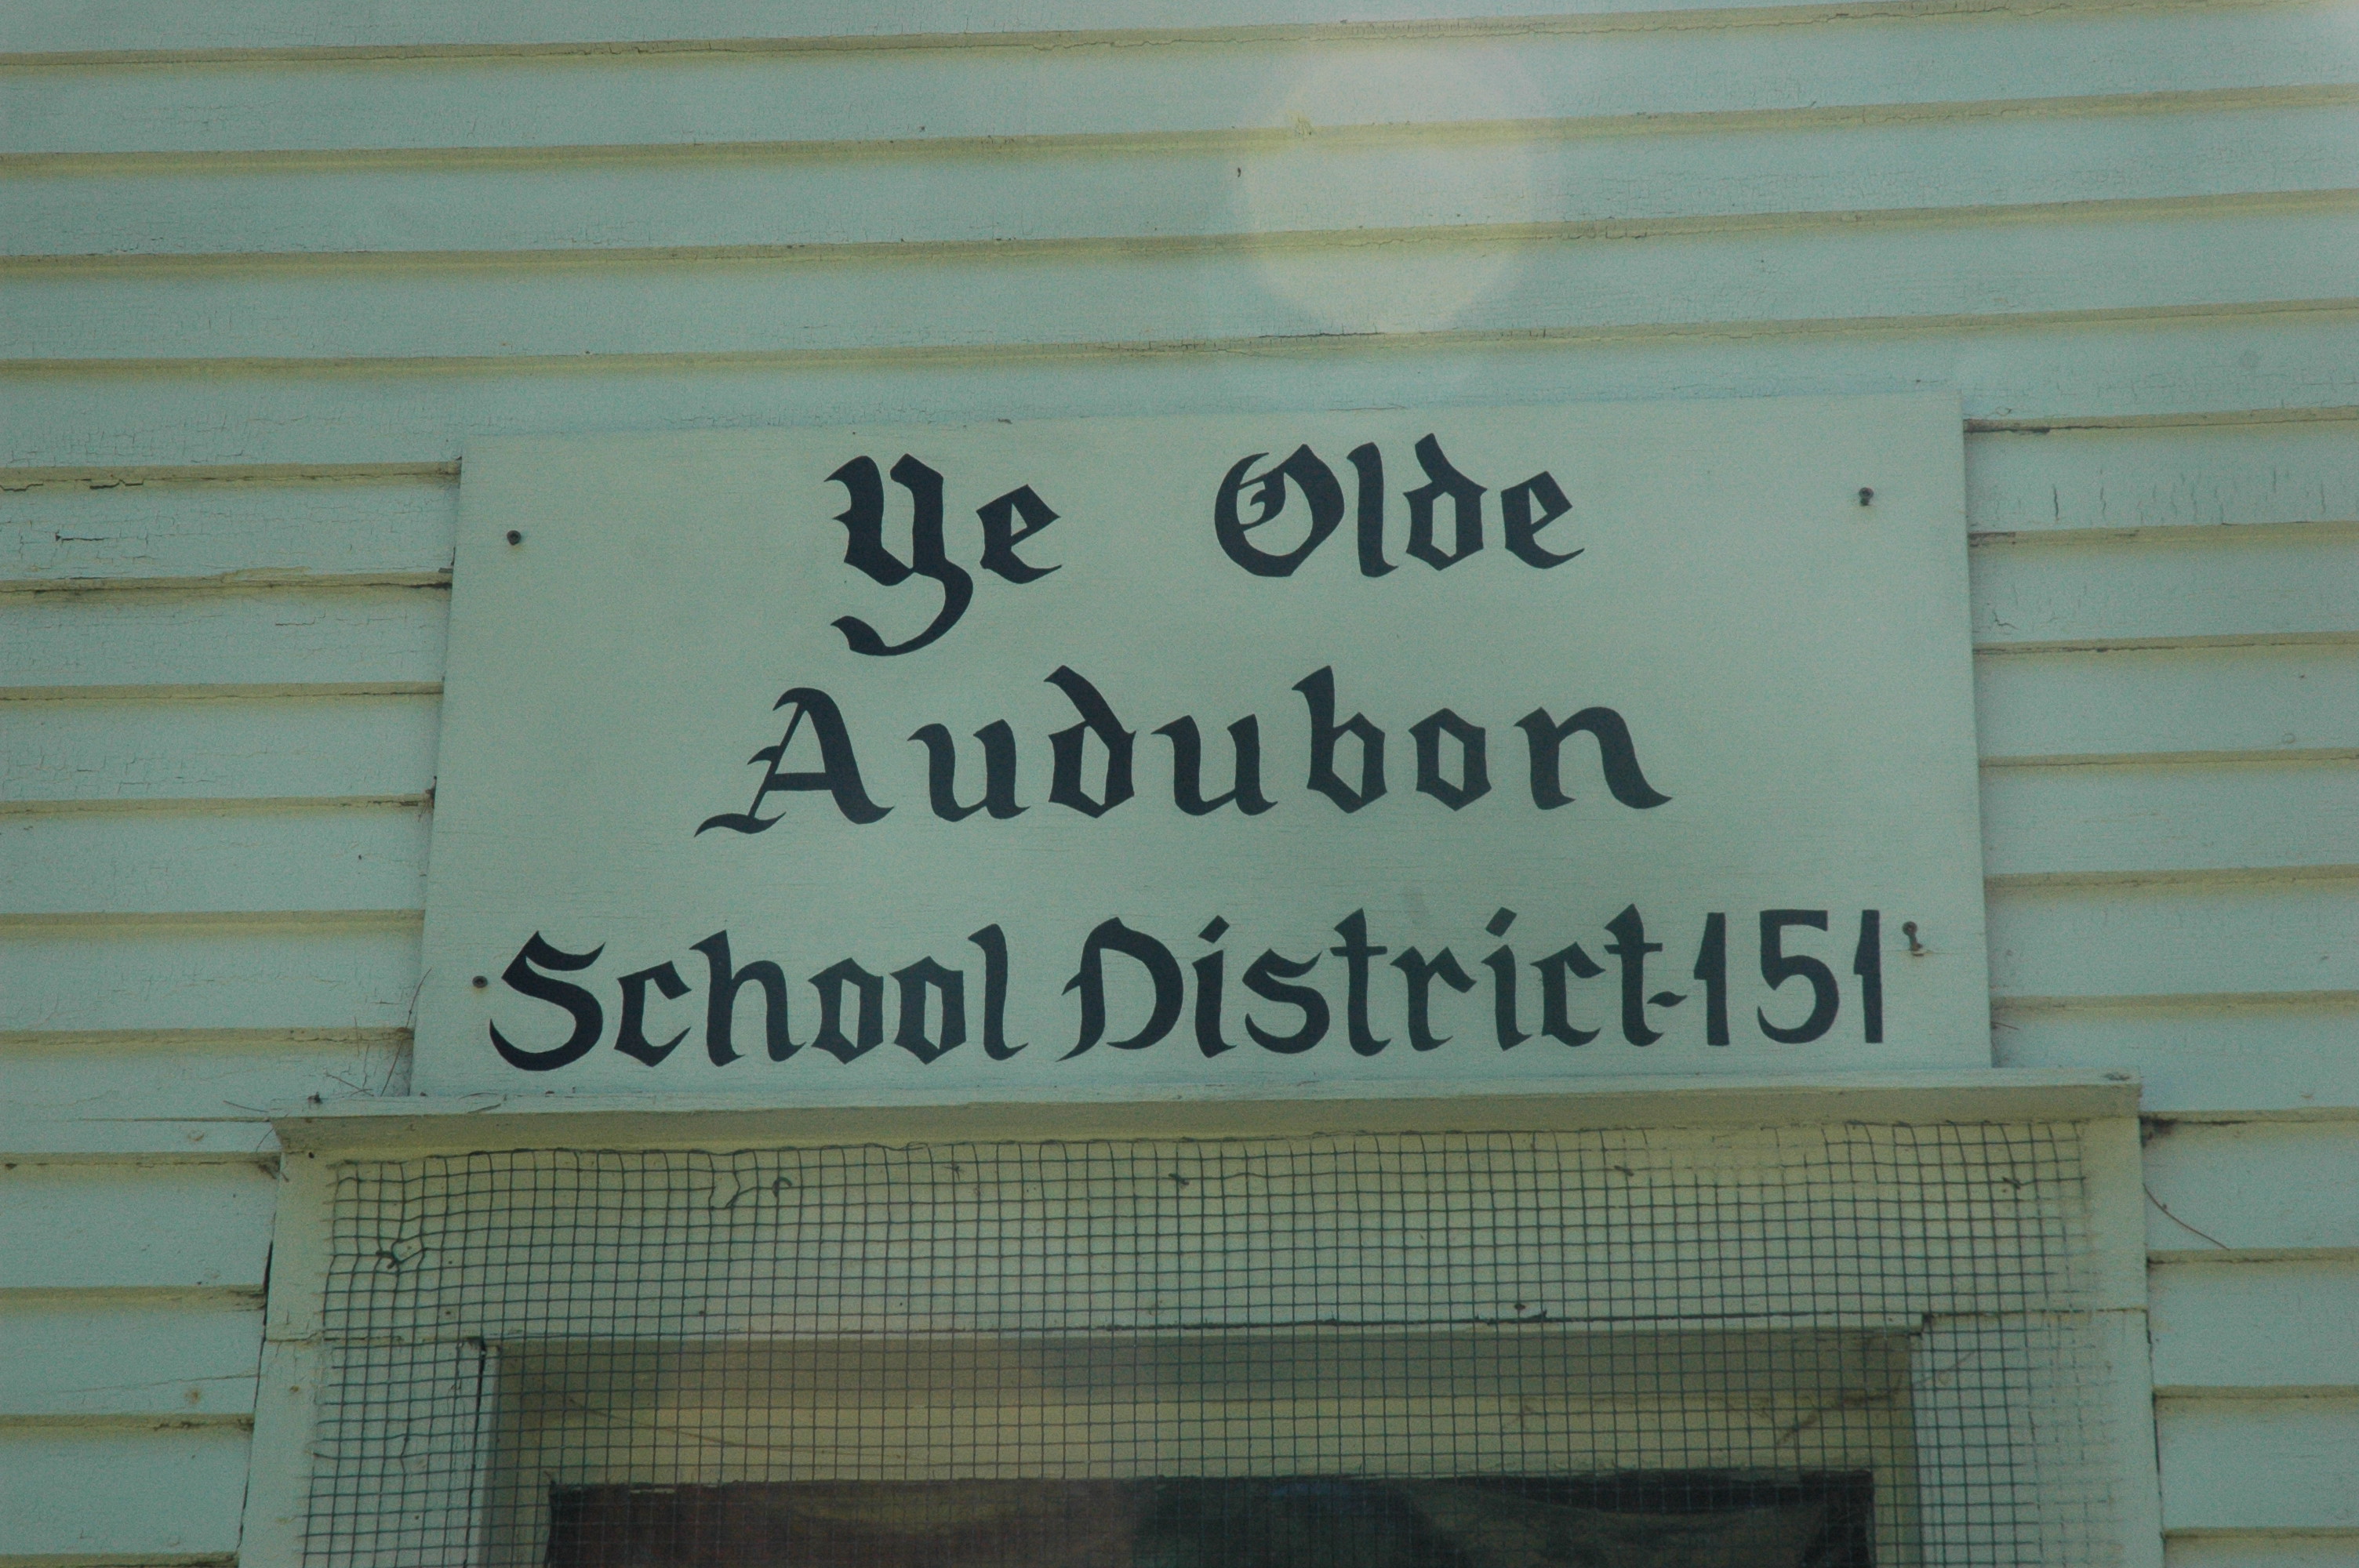 Ye Olde
Audubon
School District-151